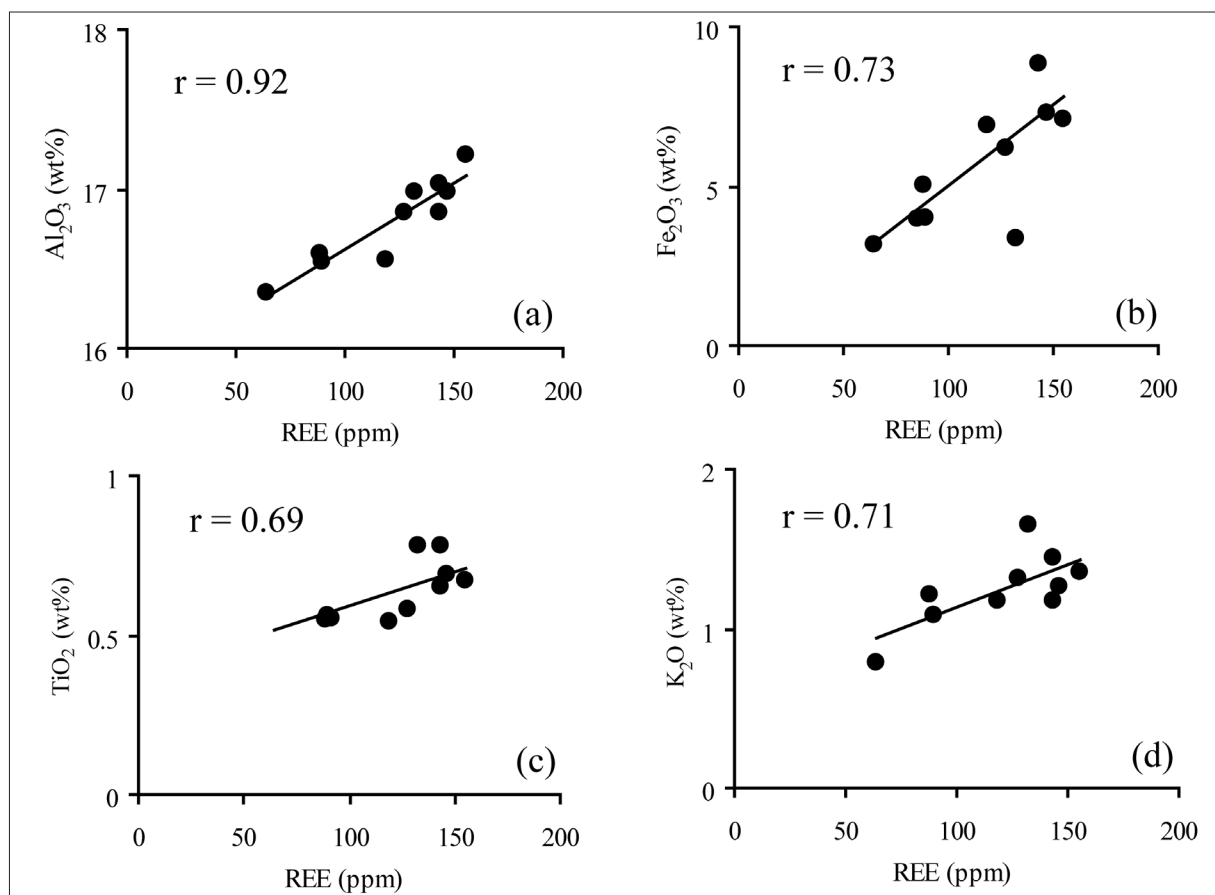 18
r = 0.92
Al₂O₃ (wt%)
17
(a)
16
0 50 100 150 200
REE (ppm)
10
r = 0.73
Fe₂O₃ (wt%)
5
(b)
0
0 50 100 150 200
REE (ppm)
1
r = 0.69
TiO₂ (wt%)
0.5
(c)
0
0 50 100 150 200
REE (ppm)
2
r = 0.71
K₂O (wt%)
1
(d)
0
0 50 100 150 200
REE (ppm)